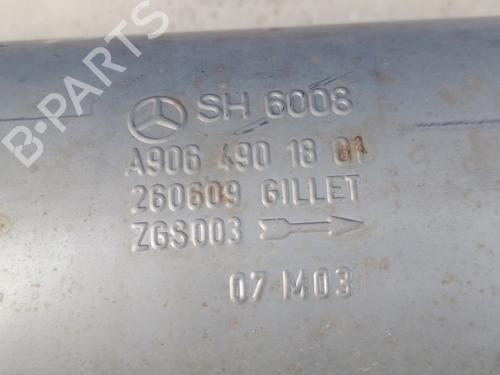 SH 6008
A906 490 18 01
260609 GILLET
ZGS003
07 M03
B-PARTS